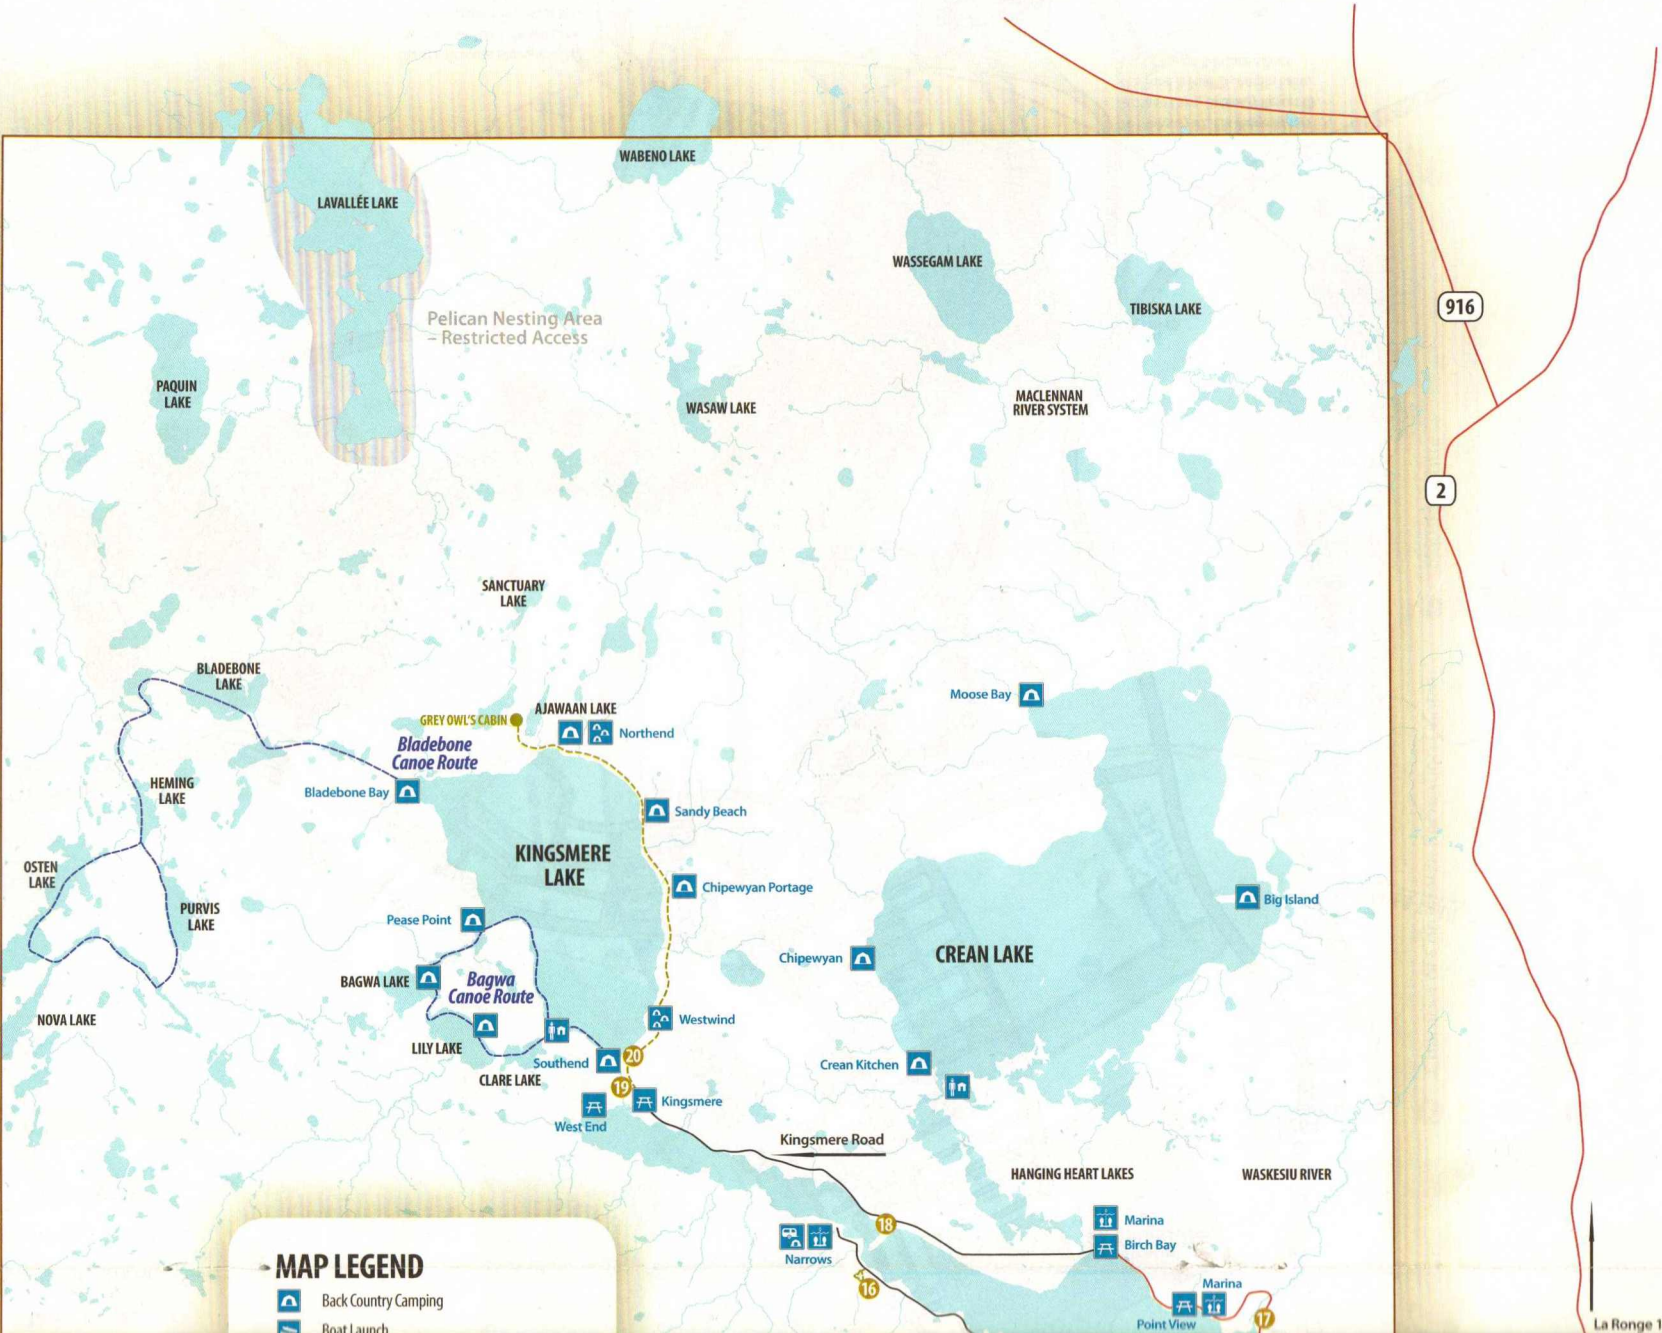 WABENO LAKE
LAVALLÉE LAKE
WASSEGAM LAKE
TIBISKA LAKE
916
Pelican Nesting Area
– Restricted Access
PAQUIN
LAKE
WASAW LAKE
MACLENNAN
RIVER SYSTEM
2
SANCTUARY
LAKE
BLADEBONE
LAKE
Moose Bay
AJAWAAN LAKE
GREY OWL'S CABIN
Northend
Bladebone
Canoe Route
HEMING
LAKE
Bladebone Bay
Sandy Beach
KINGSMERE
LAKE
OSTEN
LAKE
Chipewyan Portage
Big Island
PURVIS
LAKE
Pease Point
CREAN LAKE
Chipewyan
BAGWA LAKE
Bagwa
Canoe Route
NOVA LAKE
Westwind
LILY LAKE
Southend
20
Crean Kitchen
CLARE LAKE
19
Kingsmere
West End
Kingsmere Road
HANGING HEART LAKES
WASKESIU RIVER
18
Marina
Birch Bay
Narrows
16
Marina
Point View
17
MAP LEGEND
Back Country Camping
Boat Launch
La Ronge 1